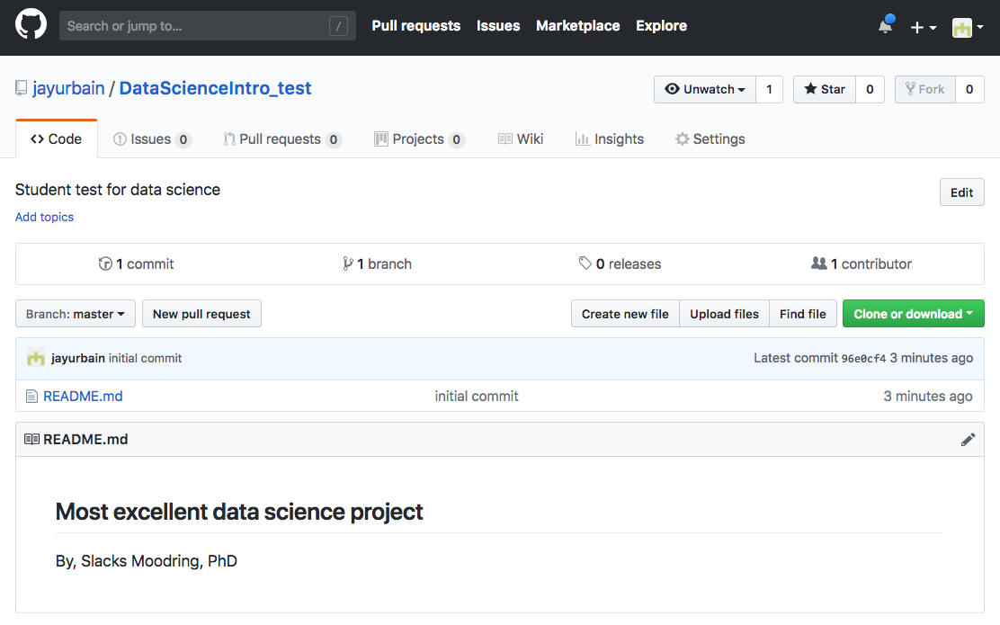 Search or jump to... /
Pull requests Issues Marketplace Explore
jayurbain / DataScienceIntro_test
Unwatch 1 Star 0 Fork 0
Code Issues 0 Pull requests 0 Projects 0 Wiki Insights Settings
Student test for data science
Edit
Add topics
1 commit 1 branch 0 releases 1 contributor
Branch: master New pull request Create new file Upload files Find file Clone or download
jayurbain initial commit Latest commit 96e0cf4 3 minutes ago
README.md initial commit 3 minutes ago
README.md
Most excellent data science project
By, Slacks Moodring, PhD